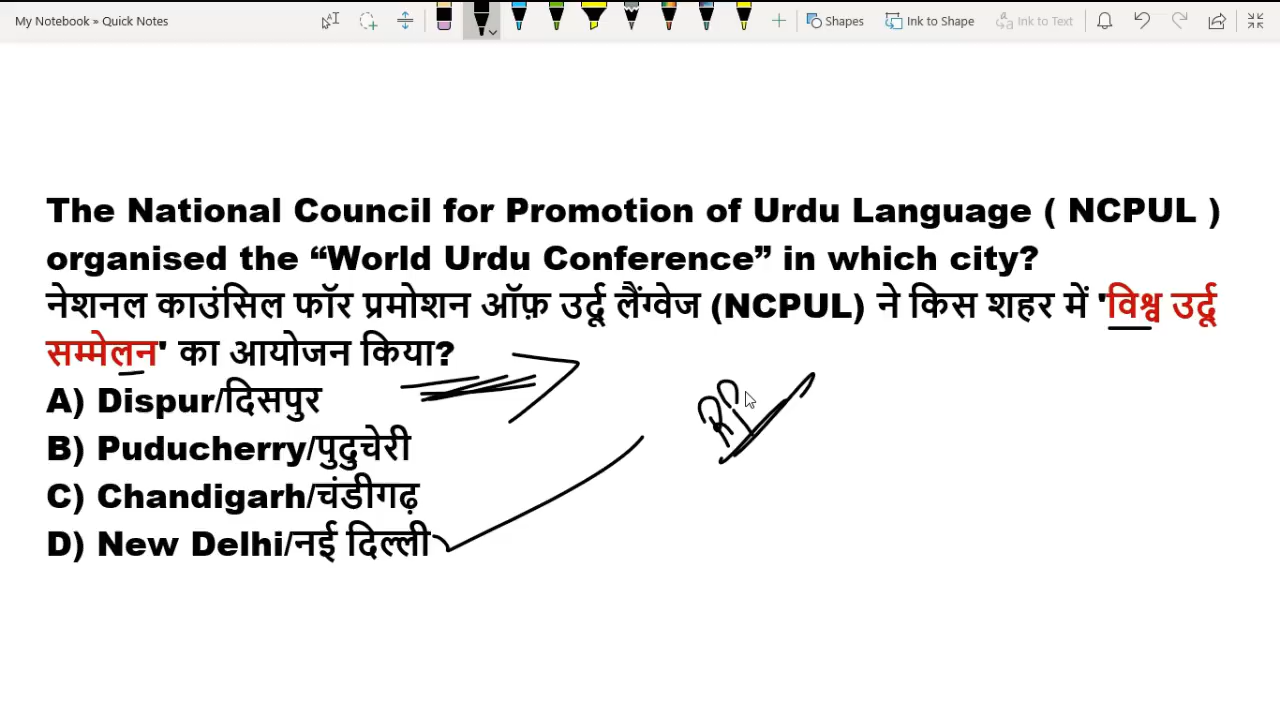 My Notebook » Quick Notes
Shapes Ink to Shape Ink to Text
The National Council for Promotion of Urdu Language ( NCPUL )
organised the “World Urdu Conference” in which city?
नेशनल काउंसिल फॉर प्रमोशन ऑफ़ उर्दू लैंग्वेज (NCPUL) ने किस शहर में 'विश्व उर्दू
सम्मेलन' का आयोजन किया?
A) Dispur/दिसपुर
B) Puducherry/पुदुचेरी
C) Chandigarh/चंडीगढ़
D) New Delhi/नई दिल्ली